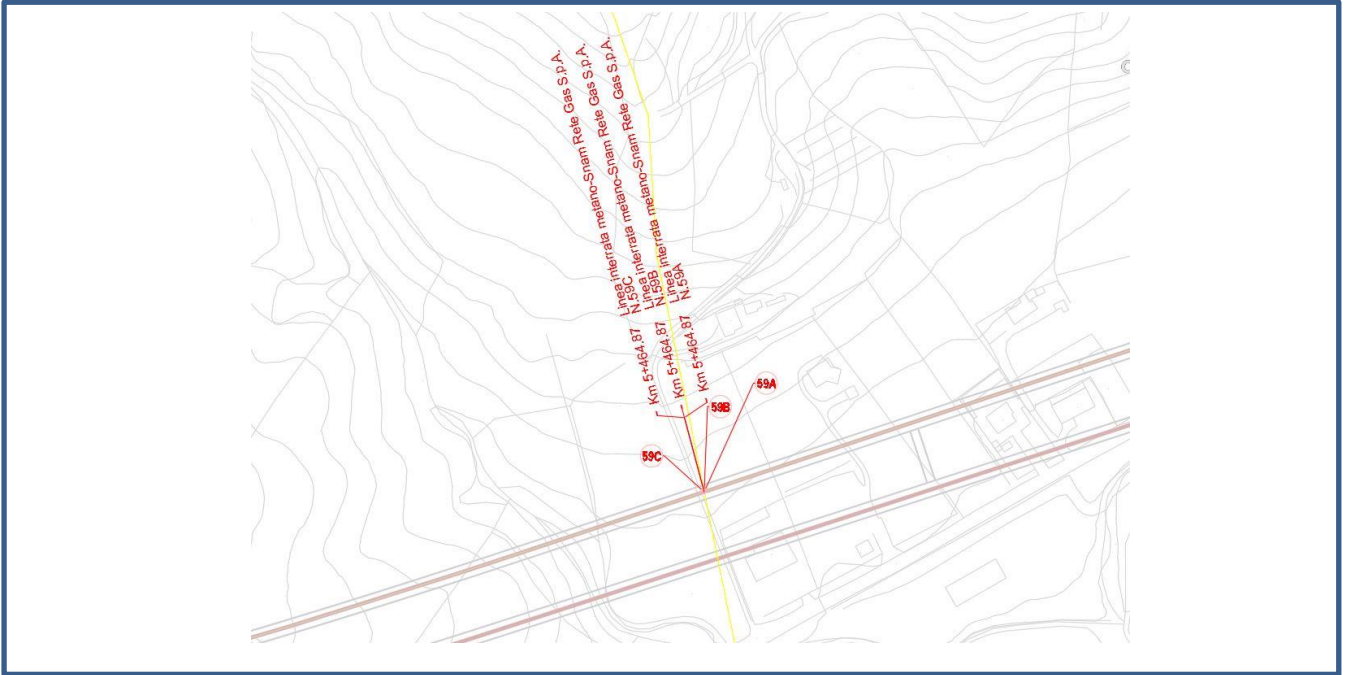 Linea interrata metano-Snam Rete Gas S.p.A.
N.59C
Linea interrata metano-Snam Rete Gas S.p.A.
N.59B
Linea interrata metano-Snam Rete Gas S.p.A.
N.59A
Km 5+464.87
Km 5+464.87
Km 5+464.87
59A
59B
59C